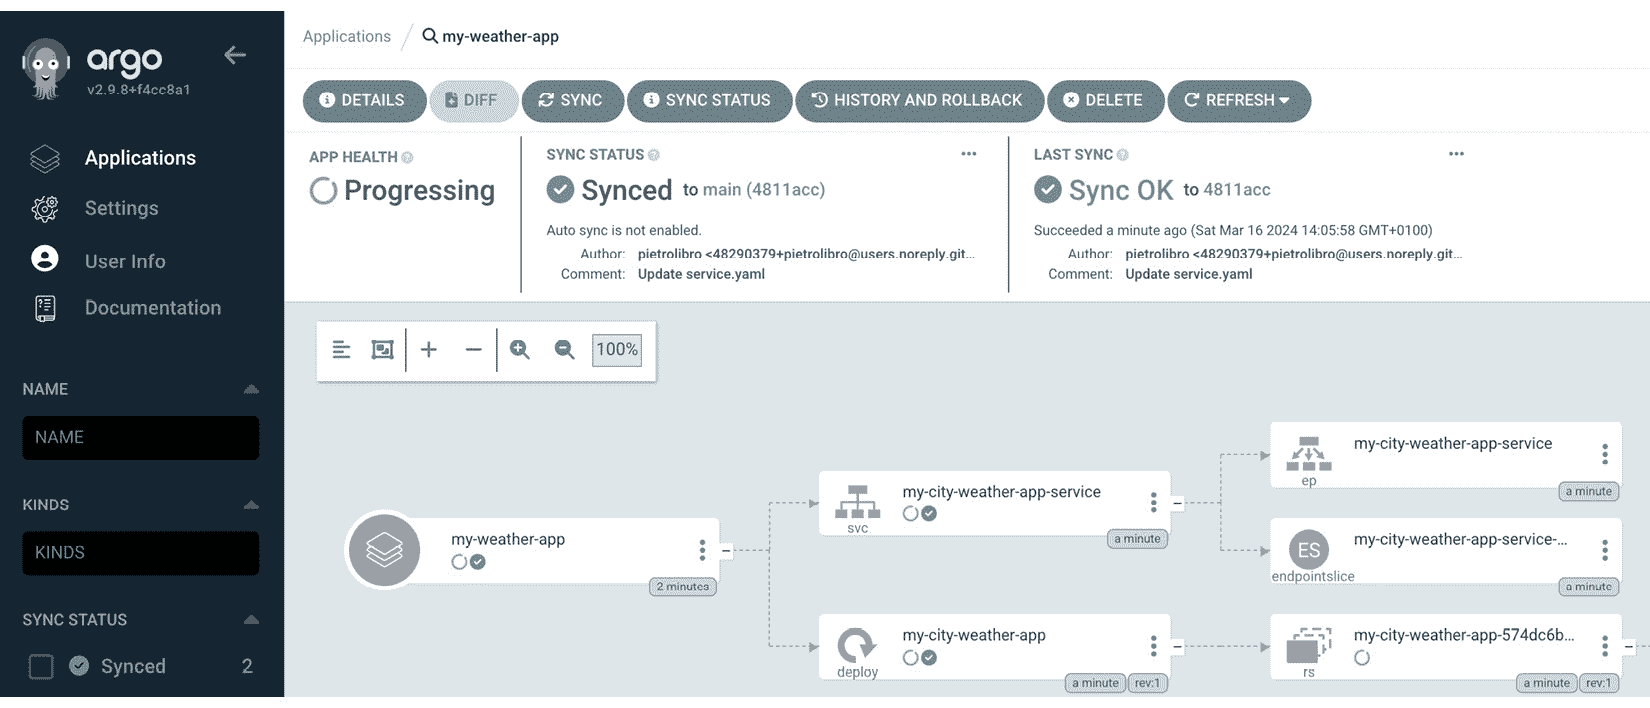 argo
v2.9.8+f4cc8a1
Applications
Settings
User Info
Documentation
NAME
NAME
KINDS
KINDS
SYNC STATUS
Synced 2
Applications / my-weather-app
DETAILS DIFF SYNC SYNC STATUS HISTORY AND ROLLBACK DELETE REFRESH
APP HEALTH
Progressing
SYNC STATUS
Synced to main (4811acc)
Auto sync is not enabled.
Author: pietrolibro <48290379+pietrolibro@users.noreply.git...
Comment: Update service.yaml
LAST SYNC
Sync OK to 4811acc
Succeeded a minute ago (Sat Mar 16 2024 14:05:58 GMT+0100)
Author: pietrolibro <48290379+pietrolibro@users.noreply.git...
Comment: Update service.yaml
100%
my-weather-app
2 minutes
my-city-weather-app-service
svc
a minute
my-city-weather-app
deploy
a minute rev:1
my-city-weather-app-service
ep
a minute
ES
my-city-weather-app-service-...
endpointslice
a minute
my-city-weather-app-574dc6b...
rs
a minute rev:1